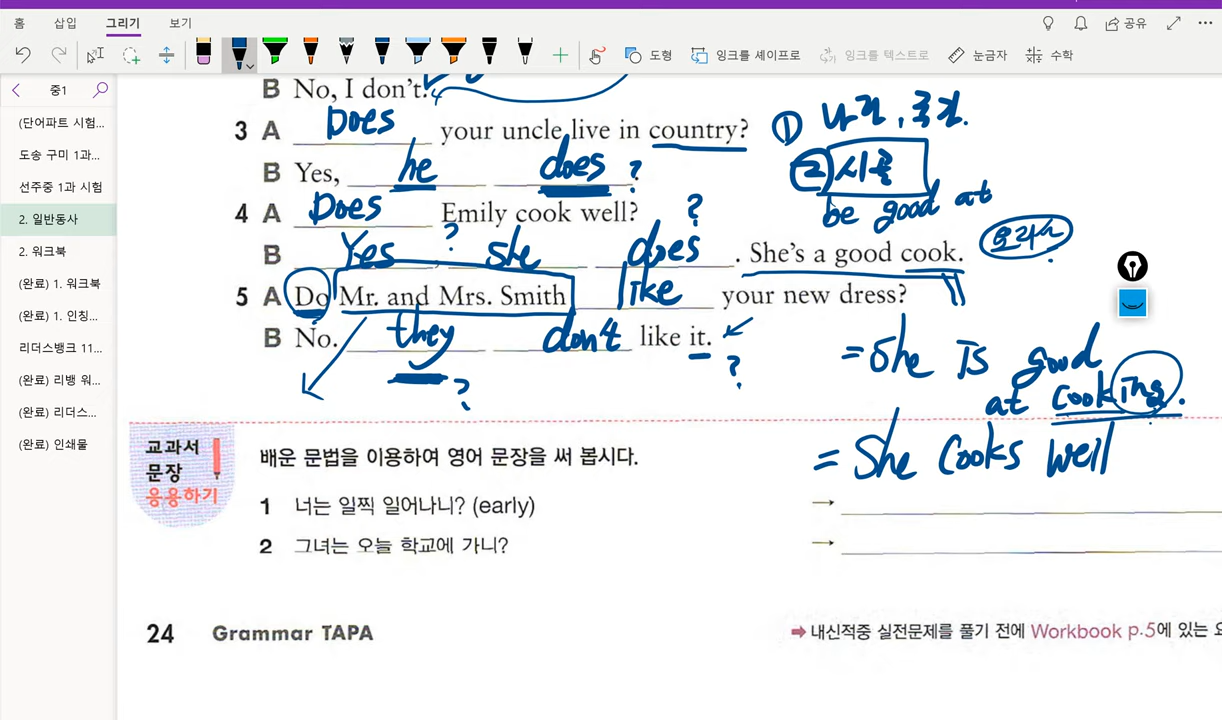 홈 삽입 그리기 보기 공유
도형 잉크를 셰이프로 잉크를 텍스트로 눈금자 수학
중1
(단어파트 시험...
도송 구미 1과...
선주중 1과 시험
2. 일반동사
2. 워크북
(완료) 1. 워크북
(완료) 1. 인칭...
리더스뱅크 11...
(완료) 리뱅 워...
(완료) 리더스...
(완료) 인쇄물
B No, I don't.
3 A Does your uncle live in country?
① 나라, 국가.
B Yes, he does ?
② 시골
4 A Does Emily cook well? ?
be good at
B Yes, ? she does. She's a good cook.
요리사
5 A Do Mr. and Mrs. Smith like your new dress?
B No. they don't like it.
? ?
= She is good
at cooking.
= She cooks well
교과서
문장
응용하기
배운 문법을 이용하여 영어 문장을 써 봅시다.
1 너는 일찍 일어나니? (early) →
2 그녀는 오늘 학교에 가니? →
24 Grammar TAPA
➡ 내신적중 실전문제를 풀기 전에 Workbook p.5에 있는